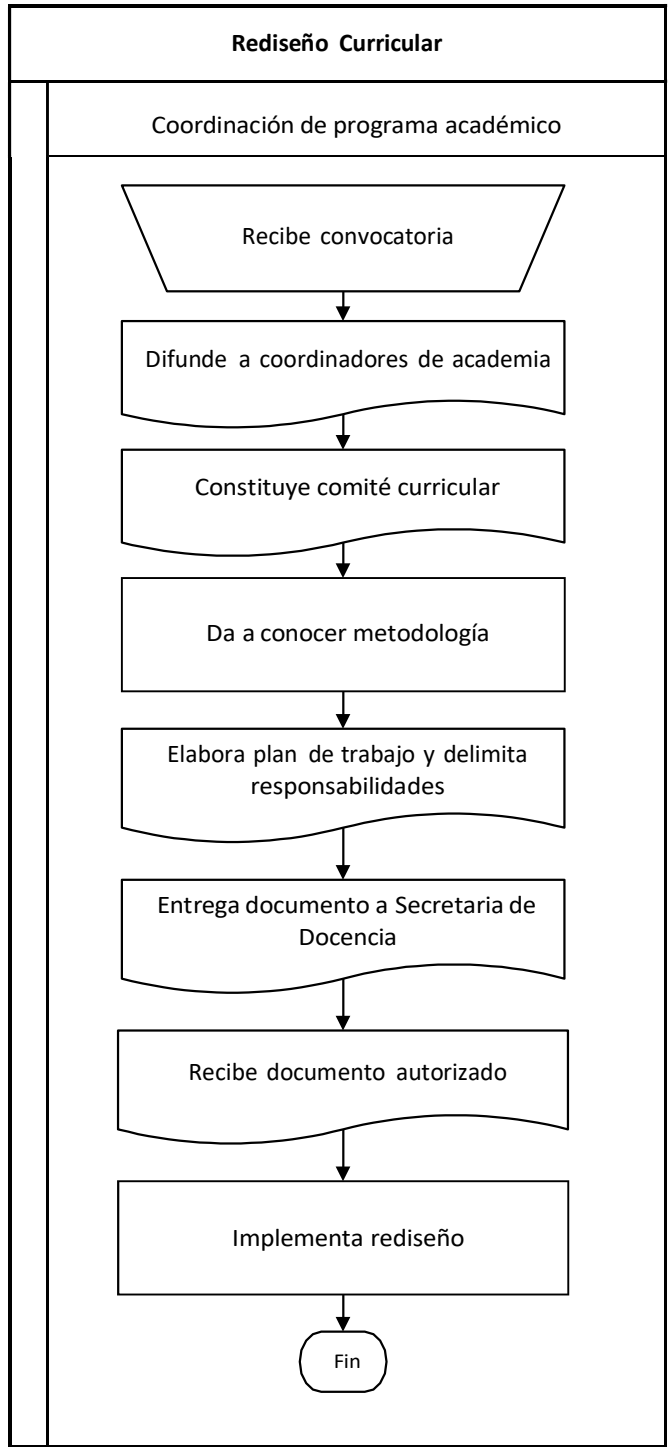 Rediseño Curricular
Coordinación de programa académico
Recibe convocatoria
Difunde a coordinadores de academia
Constituye comité curricular
Da a conocer metodología
Elabora plan de trabajo y delimita
responsabilidades
Entrega documento a Secretaria de
Docencia
Recibe documento autorizado
Implementa rediseño
Fin